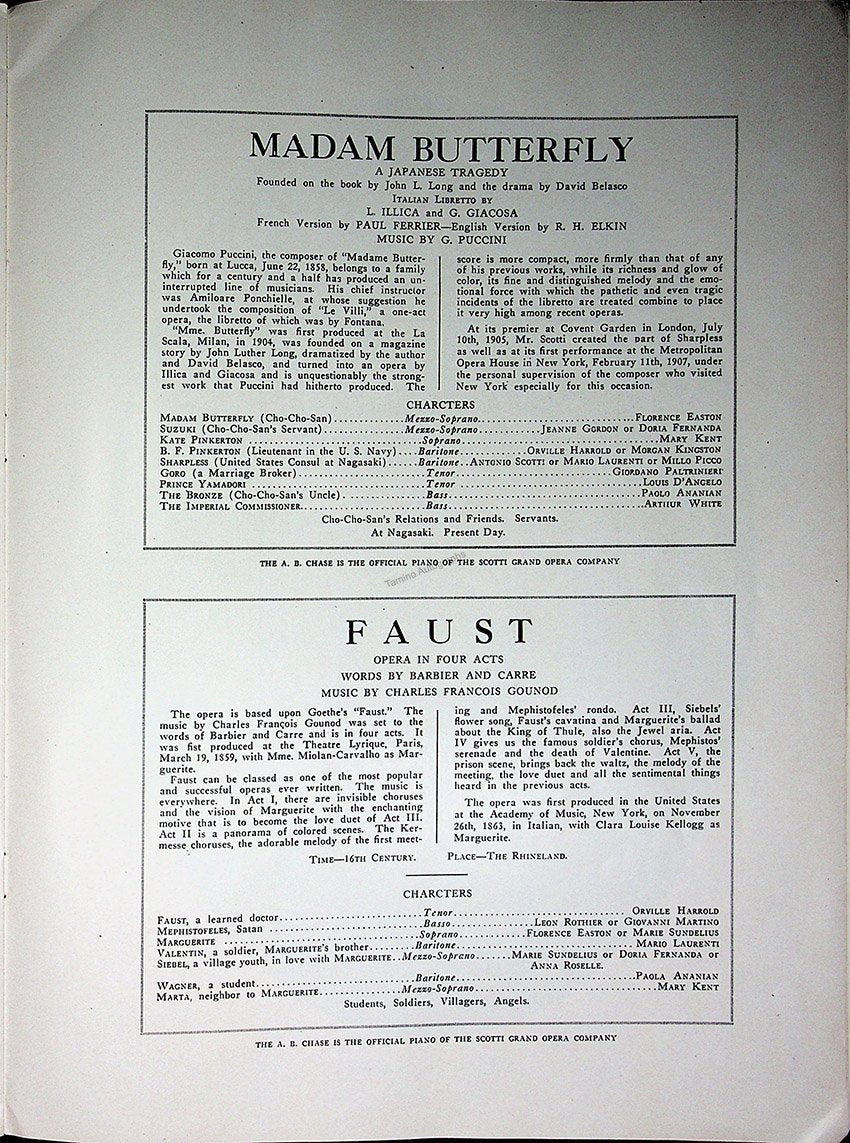 MADAM BUTTERFLY
A JAPANESE TRAGEDY
Founded on the book by John L. Long and the drama by David Belasco
ITALIAN LIBRETTO BY
L. ILLICA and G. GIACOSA
French Version by PAUL FERRIER—English Version by R. H. ELKIN
MUSIC BY G. PUCCINI
Giacomo Puccini, the composer of "Madame Butter-
fly," born at Lucca, June 22, 1858, belongs to a family
which for a century and a half has produced an un-
interrupted line of musicians. His chief instructor
was Amiloare Ponchielle, at whose suggestion he
undertook the composition of "Le Villi," a one-act
opera, the libretto of which was by Fontana.
"Mme. Butterfly" was first produced at the La
Scala, Milan, in 1904, was founded on a magazine
story by John Luther Long, dramatized by the author
and David Belasco, and turned into an opera by
Illica and Giacosa and is unquestionably the strong-
est work that Puccini had hitherto produced. The
score is more compact, more firmly than that of any
of his previous works, while its richness and glow of
color, its fine and distinguished melody and the emo-
tional force with which the pathetic and even tragic
incidents of the libretto are treated combine to place
it very high among recent operas.
At its premier at Covent Garden in London, July
10th, 1905, Mr. Scotti created the part of Sharpless
as well as at its first performance at the Metropolitan
Opera House in New York, February 11th, 1907, under
the personal supervision of the composer who visited
New York especially for this occasion.
CHARCTERS
MADAM BUTTERFLY (Cho-Cho-San)............Mezzo-Soprano..........................FLORENCE EASTON
SUZUKI (Cho-Cho-San's Servant)..............Mezzo-Soprano..........JEANNE GORDON or DORIA FERNANDA
KATE PINKERTON ..............................Soprano.................................MARY KENT
B. F. PINKERTON (Lieutenant in the U. S. Navy)....Baritone...........ORVILLE HARROLD or MORGAN KINGSTON
SHARPLESS (United States Consul at Nagasaki).....Baritone..ANTONIO SCOTTI or MARIO LAURENTI or MILLO PICCO
GORO (a Marriage Broker)......................Tenor..........................GIORDANO PALTRINIERI
PRINCE YAMADORI ..............................Tenor ...............................LOUIS D'ANGELO
THE BRONZE (Cho-Cho-San's Uncle)..............Bass................................PAOLO ANANIAN
THE IMPERIAL COMMISSIONER.....................Bass.................................ARTHUR WHITE
Cho-Cho-San's Relations and Friends. Servants.
At Nagasaki. Present Day.
THE A. B. CHASE IS THE OFFICIAL PIANO OF THE SCOTTI GRAND OPERA COMPANY
Tamino Autographs
FAUST
OPERA IN FOUR ACTS
WORDS BY BARBIER AND CARRE
MUSIC BY CHARLES FRANCOIS GOUNOD
The opera is based upon Goethe's "Faust." The
music by Charles François Gounod was set to the
words of Barbier and Carre and is in four acts. It
was fist produced at the Theatre Lyrique, Paris,
March 19, 1859, with Mme. Miolan-Carvalho as Mar-
guerite.
Faust can be classed as one of the most popular
and successful operas ever written. The music is
everywhere. In Act I, there are invisible choruses
and the vision of Marguerite with the enchanting
motive that is to become the love duet of Act III.
Act II is a panorama of colored scenes. The Ker-
messe choruses, the adorable melody of the first meet-
ing and Mephistofeles' rondo. Act III, Siebels'
flower song, Faust's cavatina and Marguerite's ballad
about the King of Thule, also the Jewel aria. Act
IV gives us the famous soldier's chorus, Mephistos'
serenade and the death of Valentine. Act V, the
prison scene, brings back the waltz, the melody of the
meeting, the love duet and all the sentimental things
heard in the previous acts.
The opera was first produced in the United States
at the Academy of Music, New York, on November
26th, 1863, in Italian, with Clara Louise Kellogg as
Marguerite.
TIME—16TH CENTURY. PLACE—THE RHINELAND.
CHARCTERS
FAUST, a learned doctor.......................Tenor............................ ORVILLE HARROLD
MEPHISTOFELES, Satan .........................Basso..............LEON ROTHIER or GIOVANNI MARTINO
MARGUERITE ...................................Soprano...........FLORENCE EASTON or MARIE SUNDELIUS
VALENTIN, a soldier, MARGUERITE'S brother........Baritone............................MARIO LAURENTI
SIEBEL, a village youth, in love with MARGUERITE..Mezzo-Soprano......MARIE SUNDELIUS or DORIA FERNANDA or
ANNA ROSELLE.
WAGNER, a student.............................Baritone...........................PAOLA ANANIAN
MARTA, neighbor to MARGUERITE...............Mezzo-Soprano..............................MARY KENT
Students, Soldiers, Villagers, Angels.
THE A. B. CHASE IS THE OFFICIAL PIANO OF THE SCOTTI GRAND OPERA COMPANY